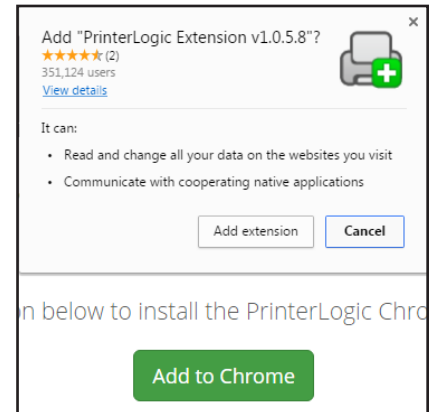 Add "PrinterLogic Extension v1.0.5.8"?
(2)
351,124 users
View details
It can:
• Read and change all your data on the websites you visit
• Communicate with cooperating native applications
Add extension Cancel
on below to install the PrinterLogic Chro
Add to Chrome